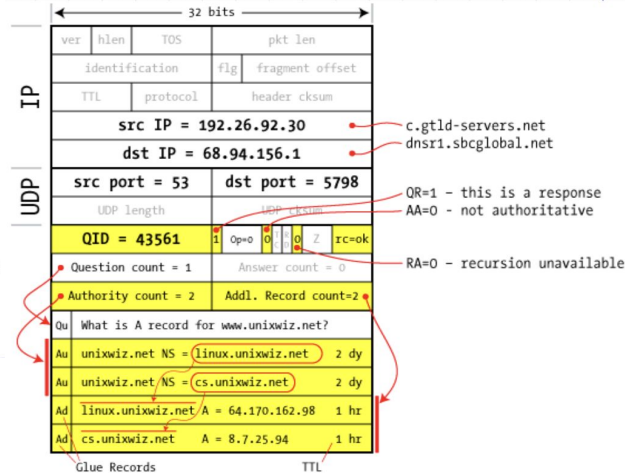 32 bits
IP
ver hlen TOS pkt len
identification flg fragment offset
TTL protocol header cksum
src IP = 192.26.92.30
c.gtld-servers.net
dst IP = 68.94.156.1
dnsr1.sbcglobal.net
UDP
src port = 53 dst port = 5798
QR=1 – this is a response
UDP length UDP cksum
AA=0 - not authoritative
QID = 43561 1 Op=0 0 TC RD 0 Z rc=ok
RA=0 – recursion unavailable
Question count = 1 Answer count = 0
Authority count = 2 Addl. Record count=2
Qu What is A record for www.unixwiz.net?
Au unixwiz.net NS = linux.unixwiz.net 2 dy
Au unixwiz.net NS = cs.unixwiz.net 2 dy
Ad linux.unixwiz.net A = 64.170.162.98 1 hr
Ad cs.unixwiz.net A = 8.7.25.94 1 hr
Glue Records TTL